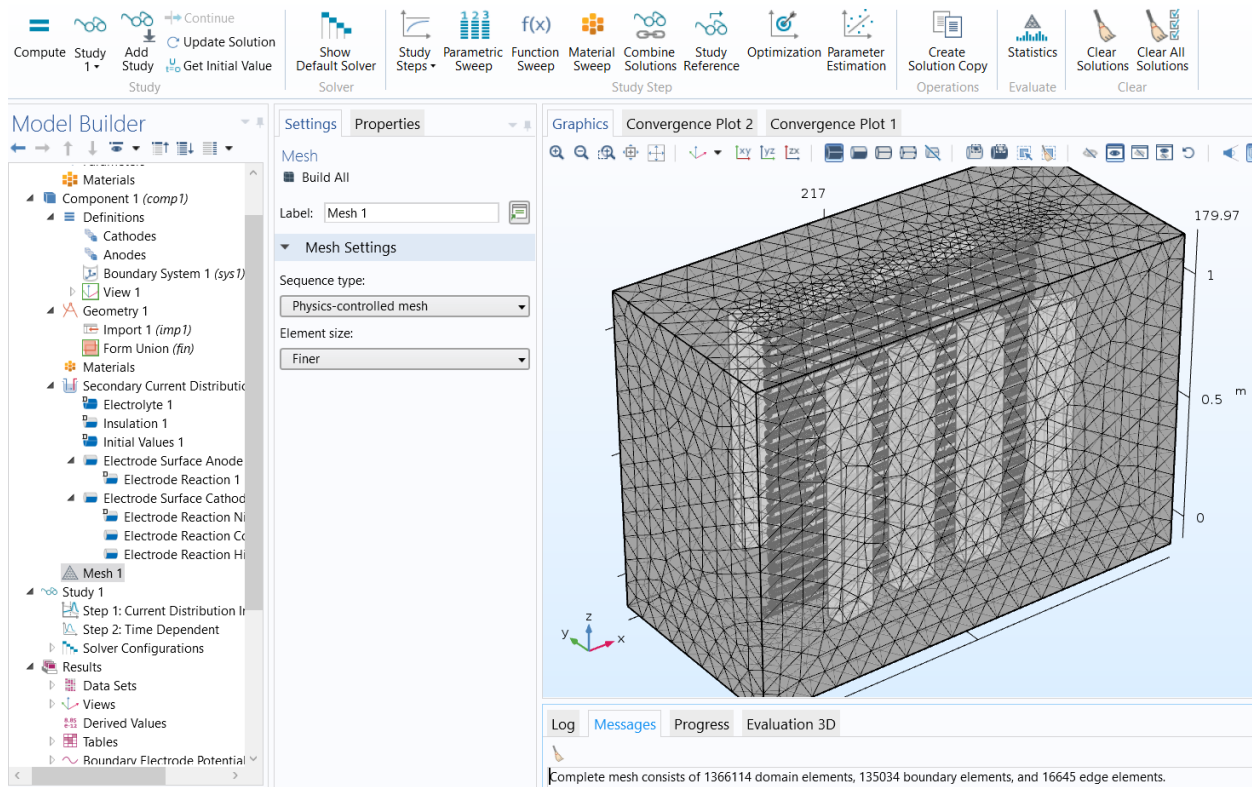 Continue
Update Solution
Get Initial Value
Compute
Study
1
Add
Study
Study
Show
Default Solver
Solver
Study
Steps
Parametric
Sweep
Function
Sweep
Material
Sweep
Combine
Solutions
Study
Reference
Optimization
Parameter
Estimation
Study Step
Create
Solution Copy
Operations
Statistics
Evaluate
Clear
Solutions
Clear All
Solutions
Clear
123
f(x)
U=0
Model Builder
Materials
Component 1 (comp1)
Definitions
Cathodes
Anodes
Boundary System 1 (sys1)
View 1
Geometry 1
Import 1 (imp1)
Form Union (fin)
Materials
Secondary Current Distributic
Electrolyte 1
Insulation 1
Initial Values 1
Electrode Surface Anode
Electrode Reaction 1
Electrode Surface Cathod
Electrode Reaction Ni
Electrode Reaction Co
Electrode Reaction Hi
Mesh 1
Study 1
Step 1: Current Distribution I
Step 2: Time Dependent
Solver Configurations
Results
Data Sets
Views
Derived Values
Tables
Boundary Electrode Potential
Settings
Properties
Mesh
Build All
Label: Mesh 1
Mesh Settings
Sequence type:
Physics-controlled mesh
Element size:
Finer
Graphics
Convergence Plot 2
Convergence Plot 1
xy
yz
zx
217
179.97
1
0.5
m
0
z
y
x
Log
Messages
Progress
Evaluation 3D
Complete mesh consists of 1366114 domain elements, 135034 boundary elements, and 16645 edge elements.